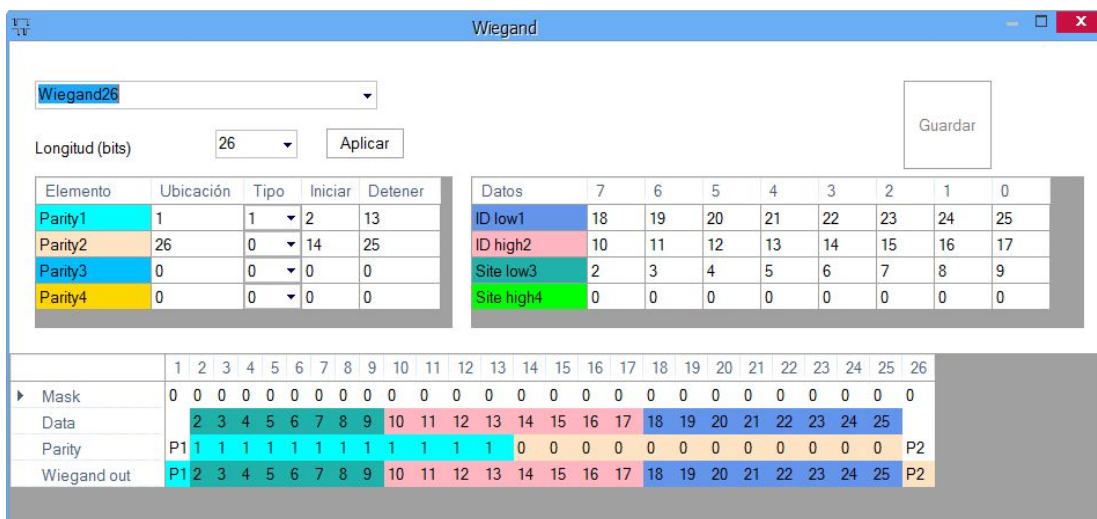 Wiegand
Wiegand26
Guardar
Longitud (bits) 26 Aplicar
Elemento Ubicación Tipo Iniciar Detener
Parity1 1 1 2 13
Parity2 26 0 14 25
Parity3 0 0 0 0
Parity4 0 0 0 0
Datos 7 6 5 4 3 2 1 0
ID low1 18 19 20 21 22 23 24 25
ID high2 10 11 12 13 14 15 16 17
Site low3 2 3 4 5 6 7 8 9
Site high4 0 0 0 0 0 0 0 0
1 2 3 4 5 6 7 8 9 10 11 12 13 14 15 16 17 18 19 20 21 22 23 24 25 26
Mask 0 0 0 0 0 0 0 0 0 0 0 0 0 0 0 0 0 0 0 0 0 0 0 0 0 0
Data 2 3 4 5 6 7 8 9 10 11 12 13 14 15 16 17 18 19 20 21 22 23 24 25
Parity P1 1 1 1 1 1 1 1 1 1 1 1 1 0 0 0 0 0 0 0 0 0 0 0 0 P2
Wiegand out P1 2 3 4 5 6 7 8 9 10 11 12 13 14 15 16 17 18 19 20 21 22 23 24 25 P2